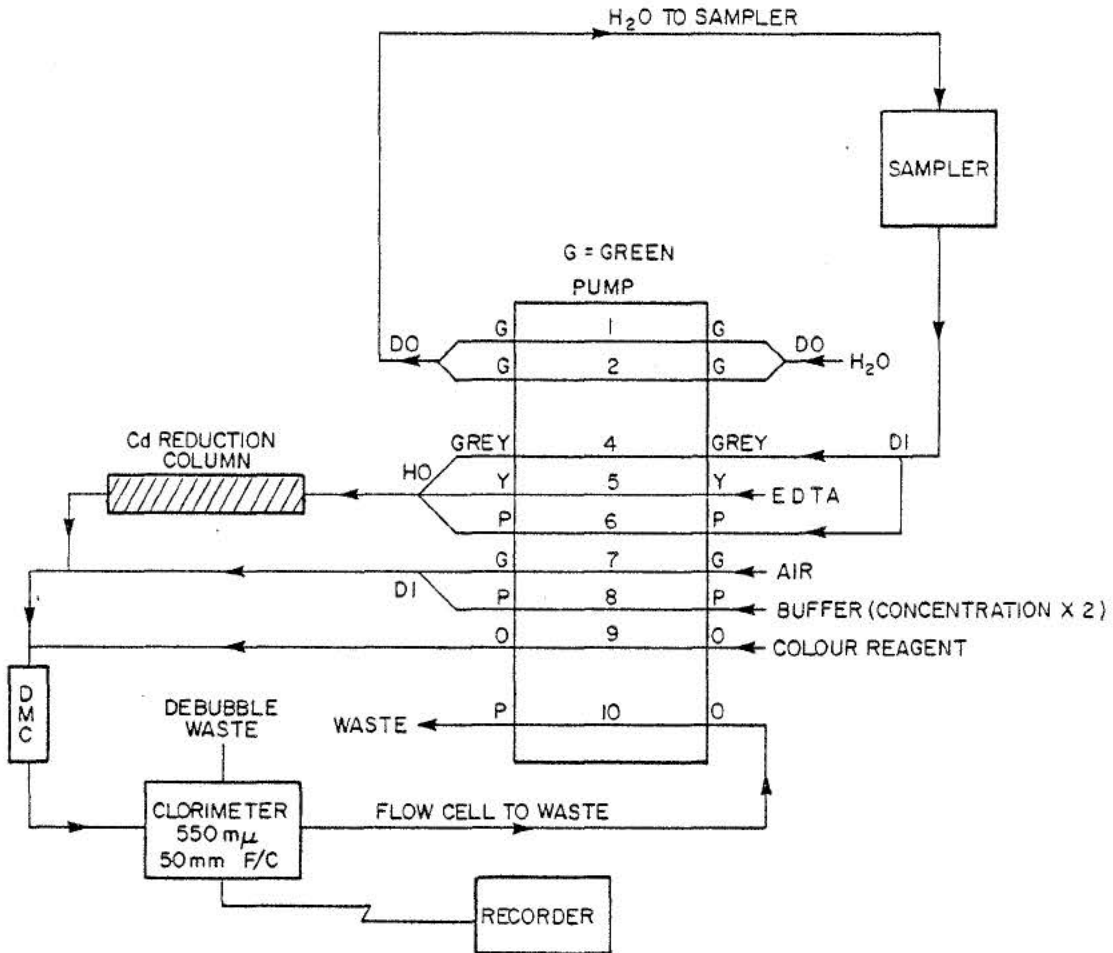 H2O TO SAMPLER
SAMPLER
G = GREEN
PUMP
G 1 G
DO DO
H2O
G 2 G
Cd REDUCTION
COLUMN
GREY 4 GREY DI
HO
Y 5 Y EDTA
P 6 P
G 7 G AIR
DI
P 8 P BUFFER (CONCENTRATION X 2)
O 9 O COLOUR REAGENT
DMC
DEBUBBLE
WASTE
WASTE P 10 O
CLORIMETER
550 mμ
50mm F/C
FLOW CELL TO WASTE
RECORDER